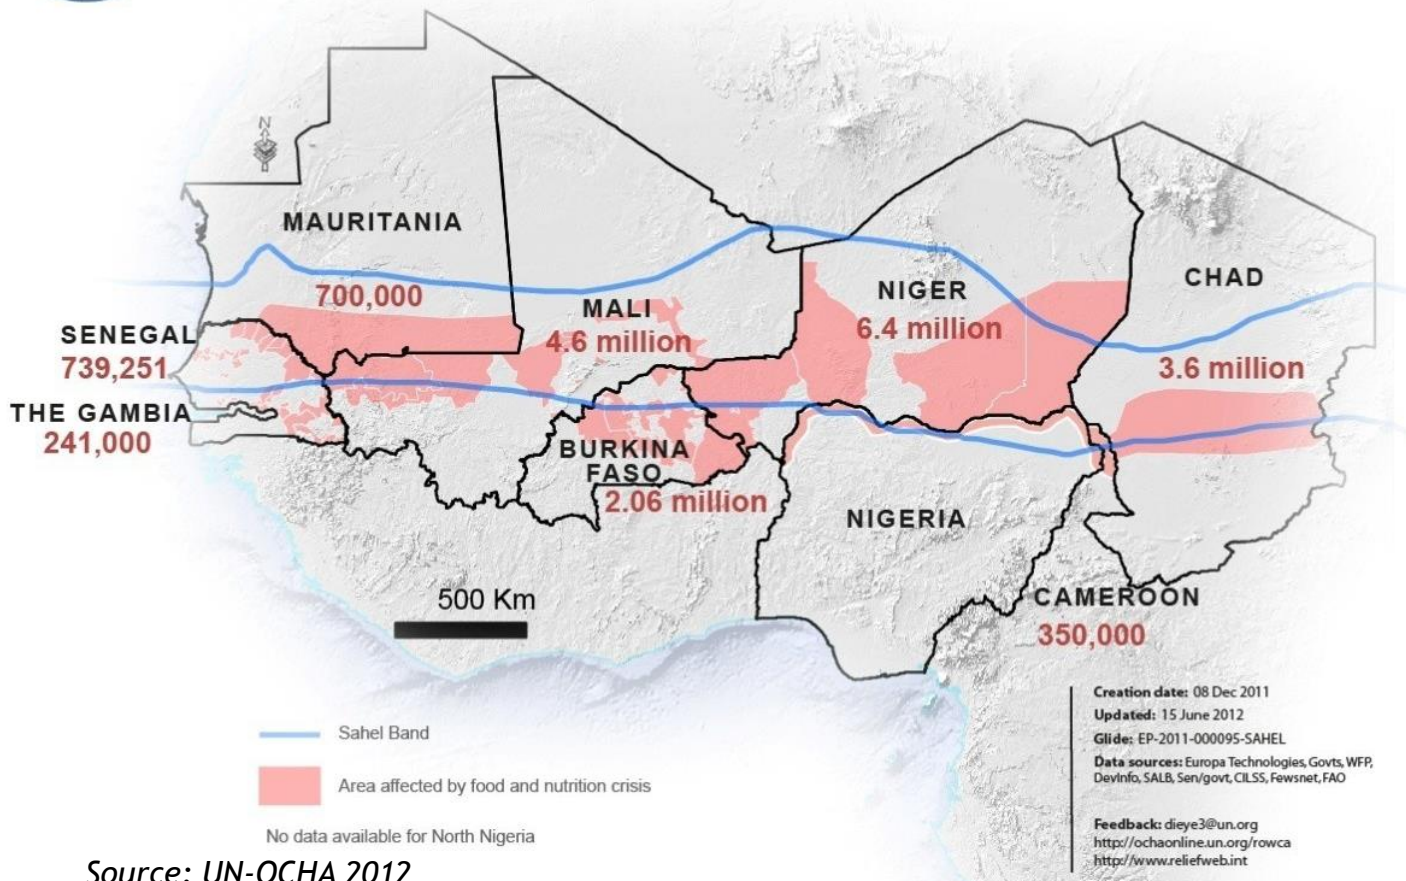 N
MAURITANIA
700,000
SENEGAL
739,251
THE GAMBIA
241,000
MALI
4.6 million
NIGER
6.4 million
CHAD
3.6 million
BURKINA
FASO
2.06 million
NIGERIA
CAMEROON
350,000
500 Km
Sahel Band
Area affected by food and nutrition crisis
No data available for North Nigeria
Source: UN-OCHA 2012
Creation date: 08 Dec 2011
Updated: 15 June 2012
Glide: EP-2011-000095-SAHEL
Data sources: Europa Technologies, Govts, WFP,
DevInfo, SALB, Sen/govt, CILSS, Fewsnet, FAO
Feedback: dieye3@un.org
http://ochaonline.un.org/rowca
http://www.reliefweb.int